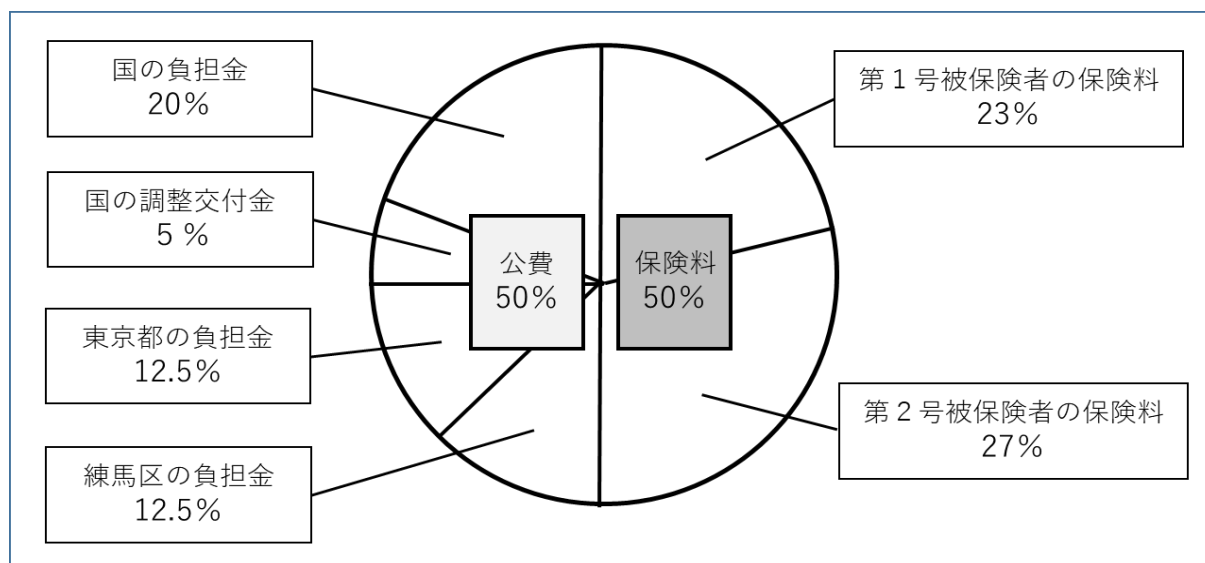 国の負担金
20%
国の調整交付金
5 %
東京都の負担金
12.5%
練馬区の負担金
12.5%
公費
50%
保険料
50%
第１号被保険者の保険料
23%
第２号被保険者の保険料
27%